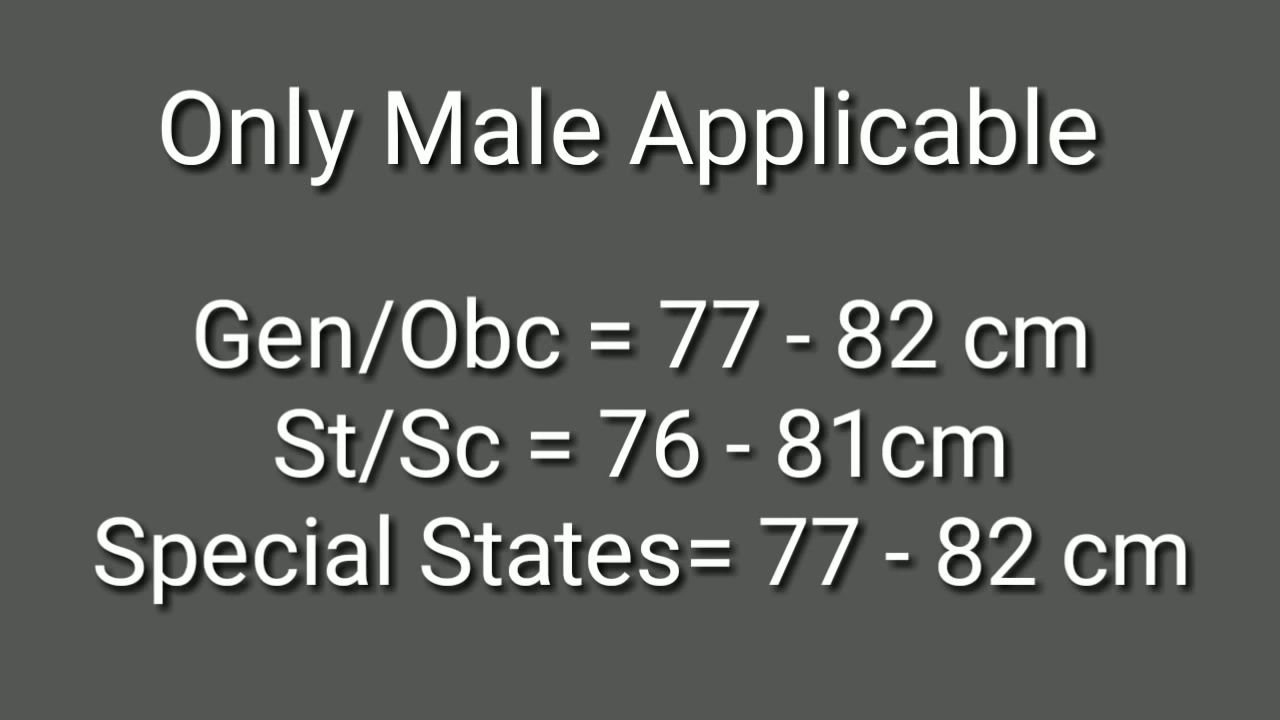 Only Male Applicable
Gen/Obc = 77 - 82 cm
St/Sc = 76 - 81cm
Special States= 77 - 82 cm